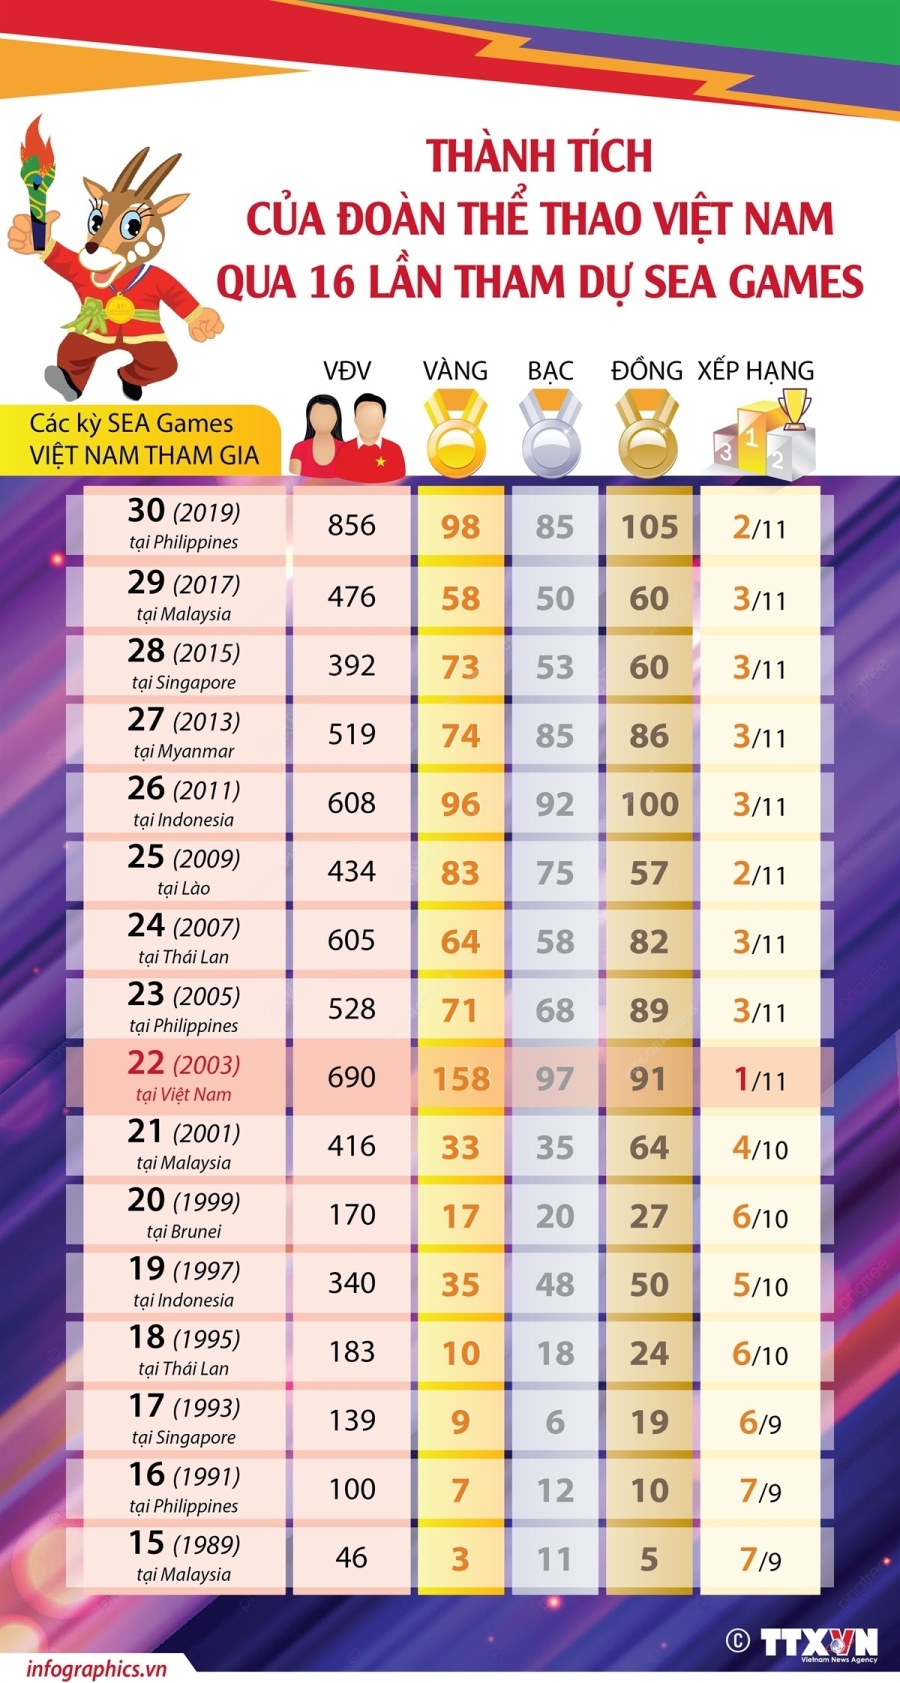 THÀNH TÍCH
CỦA ĐOÀN THỂ THAO VIỆT NAM
QUA 16 LẦN THAM DỰ SEA GAMES
VĐV VÀNG BẠC ĐỒNG XẾP HẠNG
Các kỳ SEA Games
VIỆT NAM THAM GIA
3 1 2
30 (2019) 856 98 85 105 2/11
tại Philippines
29 (2017) 476 58 50 60 3/11
tại Malaysia
28 (2015) 392 73 53 60 3/11
tại Singapore
27 (2013) 519 74 85 86 3/11
tại Myanmar
26 (2011) 608 96 92 100 3/11
tại Indonesia
25 (2009) 434 83 75 57 2/11
tại Lào
24 (2007) 605 64 58 82 3/11
tại Thái Lan
23 (2005) 528 71 68 89 3/11
tại Philippines
22 (2003) 690 158 97 91 1/11
tại Việt Nam
21 (2001) 416 33 35 64 4/10
tại Malaysia
20 (1999) 170 17 20 27 6/10
tại Brunei
19 (1997) 340 35 48 50 5/10
tại Indonesia
18 (1995) 183 10 18 24 6/10
tại Thái Lan
17 (1993) 139 9 6 19 6/9
tại Singapore
16 (1991) 100 7 12 10 7/9
tại Philippines
15 (1989) 46 3 11 5 7/9
tại Malaysia
© TTXVN
Vietnam News Agency
infographics.vn